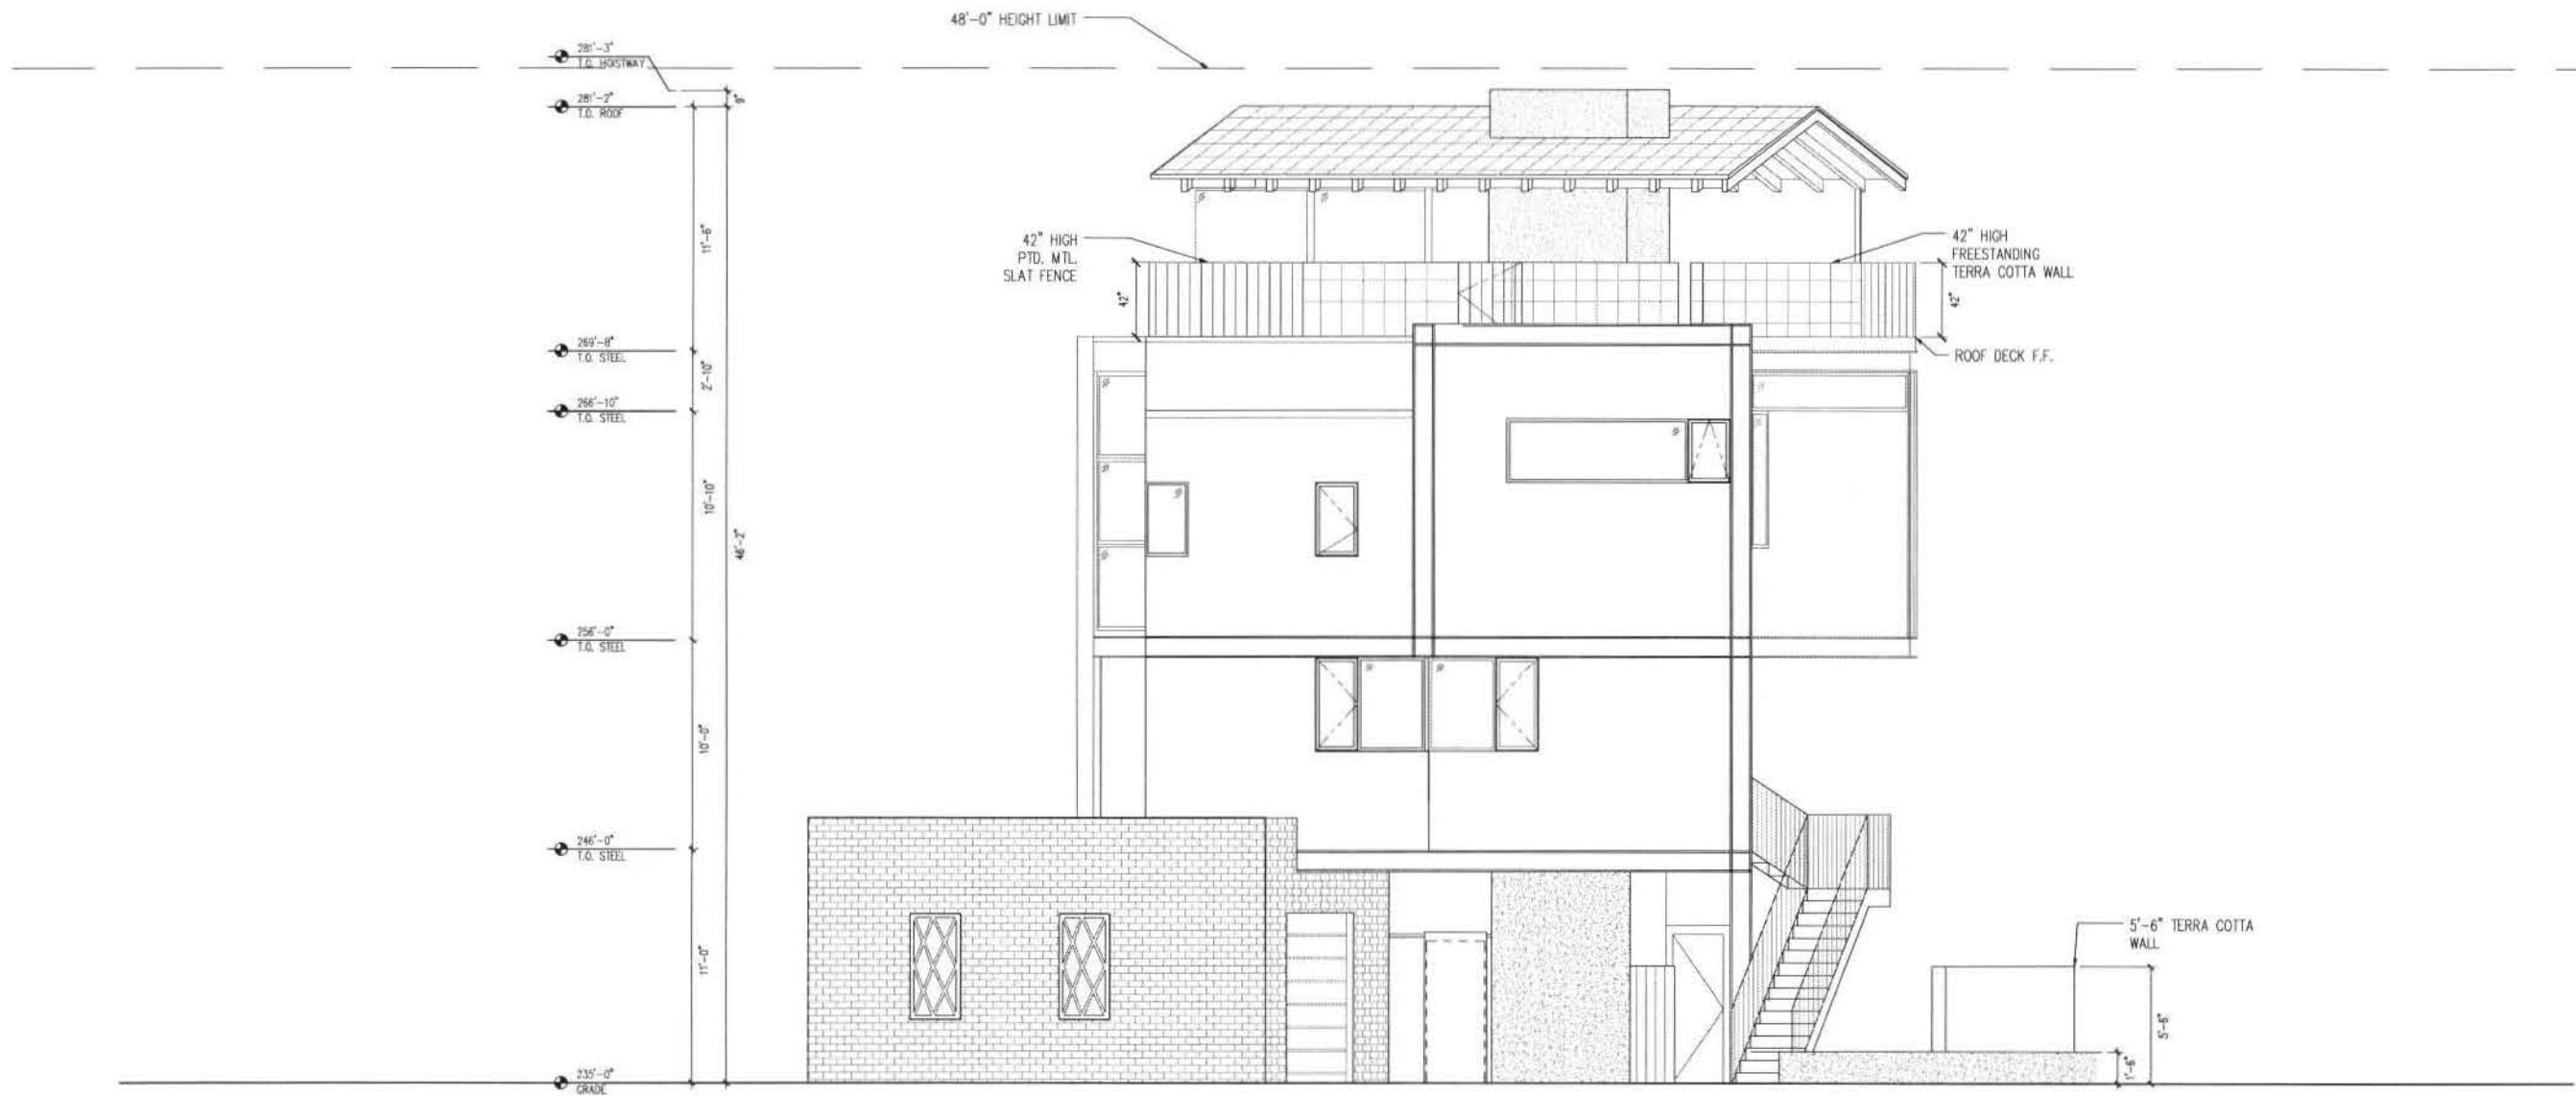 48'-0" HEIGHT LIMIT
281'-3"
T.O. HOISTWAY
281'-2"
T.O. ROOF
9"
11'-6"
42" HIGH
PTD. MTL.
SLAT FENCE
42"
42" HIGH
FREESTANDING
TERRA COTTA WALL
42"
ROOF DECK F.F.
269'-8"
T.O. STEEL
2'-10"
266'-10"
T.O. STEEL
10'-10"
46'-2"
256'-0"
T.O. STEEL
10'-0"
246'-0"
T.O. STEEL
11'-0"
5'-6" TERRA COTTA
WALL
5'-6"
1'-6"
235'-0"
GRADE